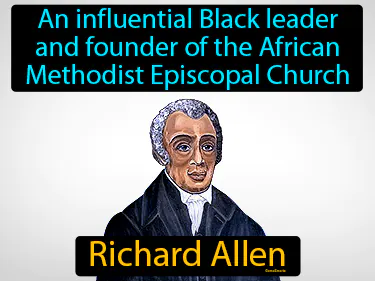 An influential Black leader
and founder of the African
Methodist Episcopal Church
Richard Allen